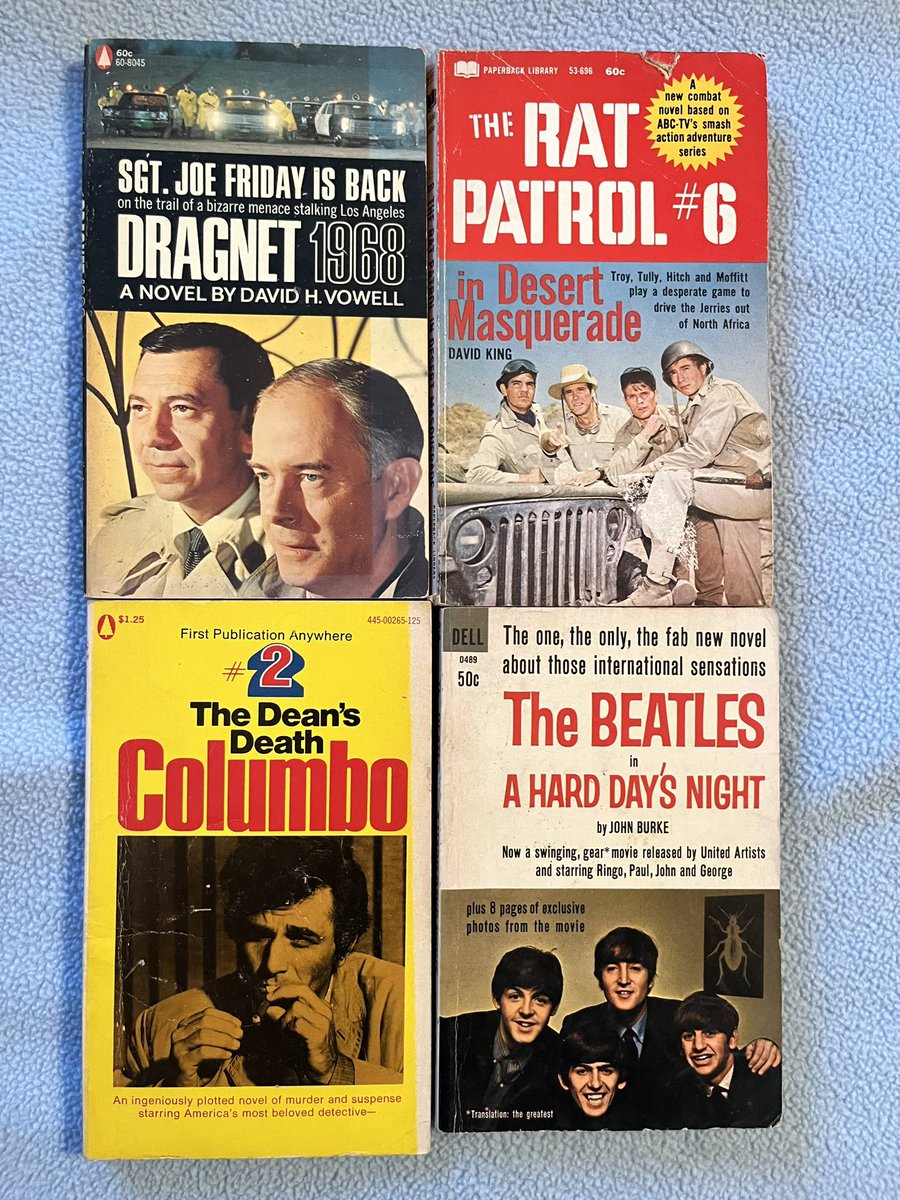 60c
60-8045
SGT. JOE FRIDAY IS BACK
on the trail of a bizarre menace stalking Los Angeles
DRAGNET 1968
A NOVEL BY DAVID H. VOWELL
PAPERBACK LIBRARY 53-696 60c
A
new combat
novel based on
ABC-TV's smash
action adventure
series
THE RAT
PATROL #6
in Desert
Masquerade
Troy, Tully, Hitch and Moffitt
play a desperate game to
drive the Jerries out
of North Africa
DAVID KING
$1.25
445-00265-125
First Publication Anywhere
#2
The Dean's
Death
Columbo
An ingeniously plotted novel of murder and suspense
starring America's most beloved detective—
DELL
0489
50c
The one, the only, the fab new novel
about those international sensations
The BEATLES
in
A HARD DAY'S NIGHT
by JOHN BURKE
Now a swinging, gear* movie released by United Artists
and starring Ringo, Paul, John and George
plus 8 pages of exclusive
photos from the movie
*Translation: the greatest